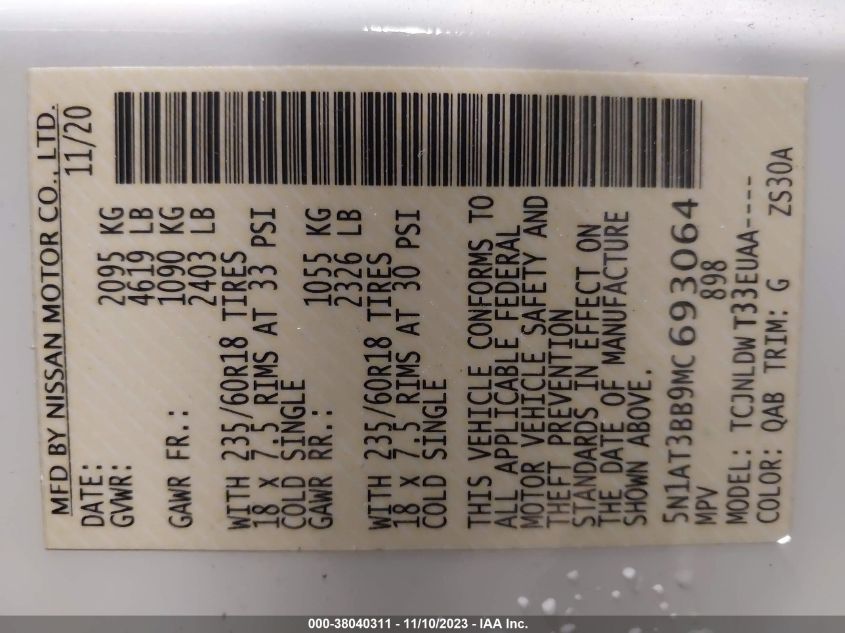 MFD BY NISSAN MOTOR CO., LTD.
DATE: 11/20
GVWR: 2095 KG
4619 LB
GAWR FR.: 1090 KG
2403 LB
WITH 235/60R18 TIRES
18 X 7.5 RIMS AT 33 PSI
COLD SINGLE
GAWR RR.: 1055 KG
2326 LB
WITH 235/60R18 TIRES
18 X 7.5 RIMS AT 30 PSI
COLD SINGLE
THIS VEHICLE CONFORMS TO
ALL APPLICABLE FEDERAL
MOTOR VEHICLE SAFETY AND
THEFT PREVENTION
STANDARDS IN EFFECT ON
THE DATE OF MANUFACTURE
SHOWN ABOVE.
5N1AT3BB9MC693064
MPV 898
MODEL: TCJNLDW T33EUAA----
COLOR: QAB TRIM: G ZS30A
000-38040311 - 11/10/2023 - IAA Inc.